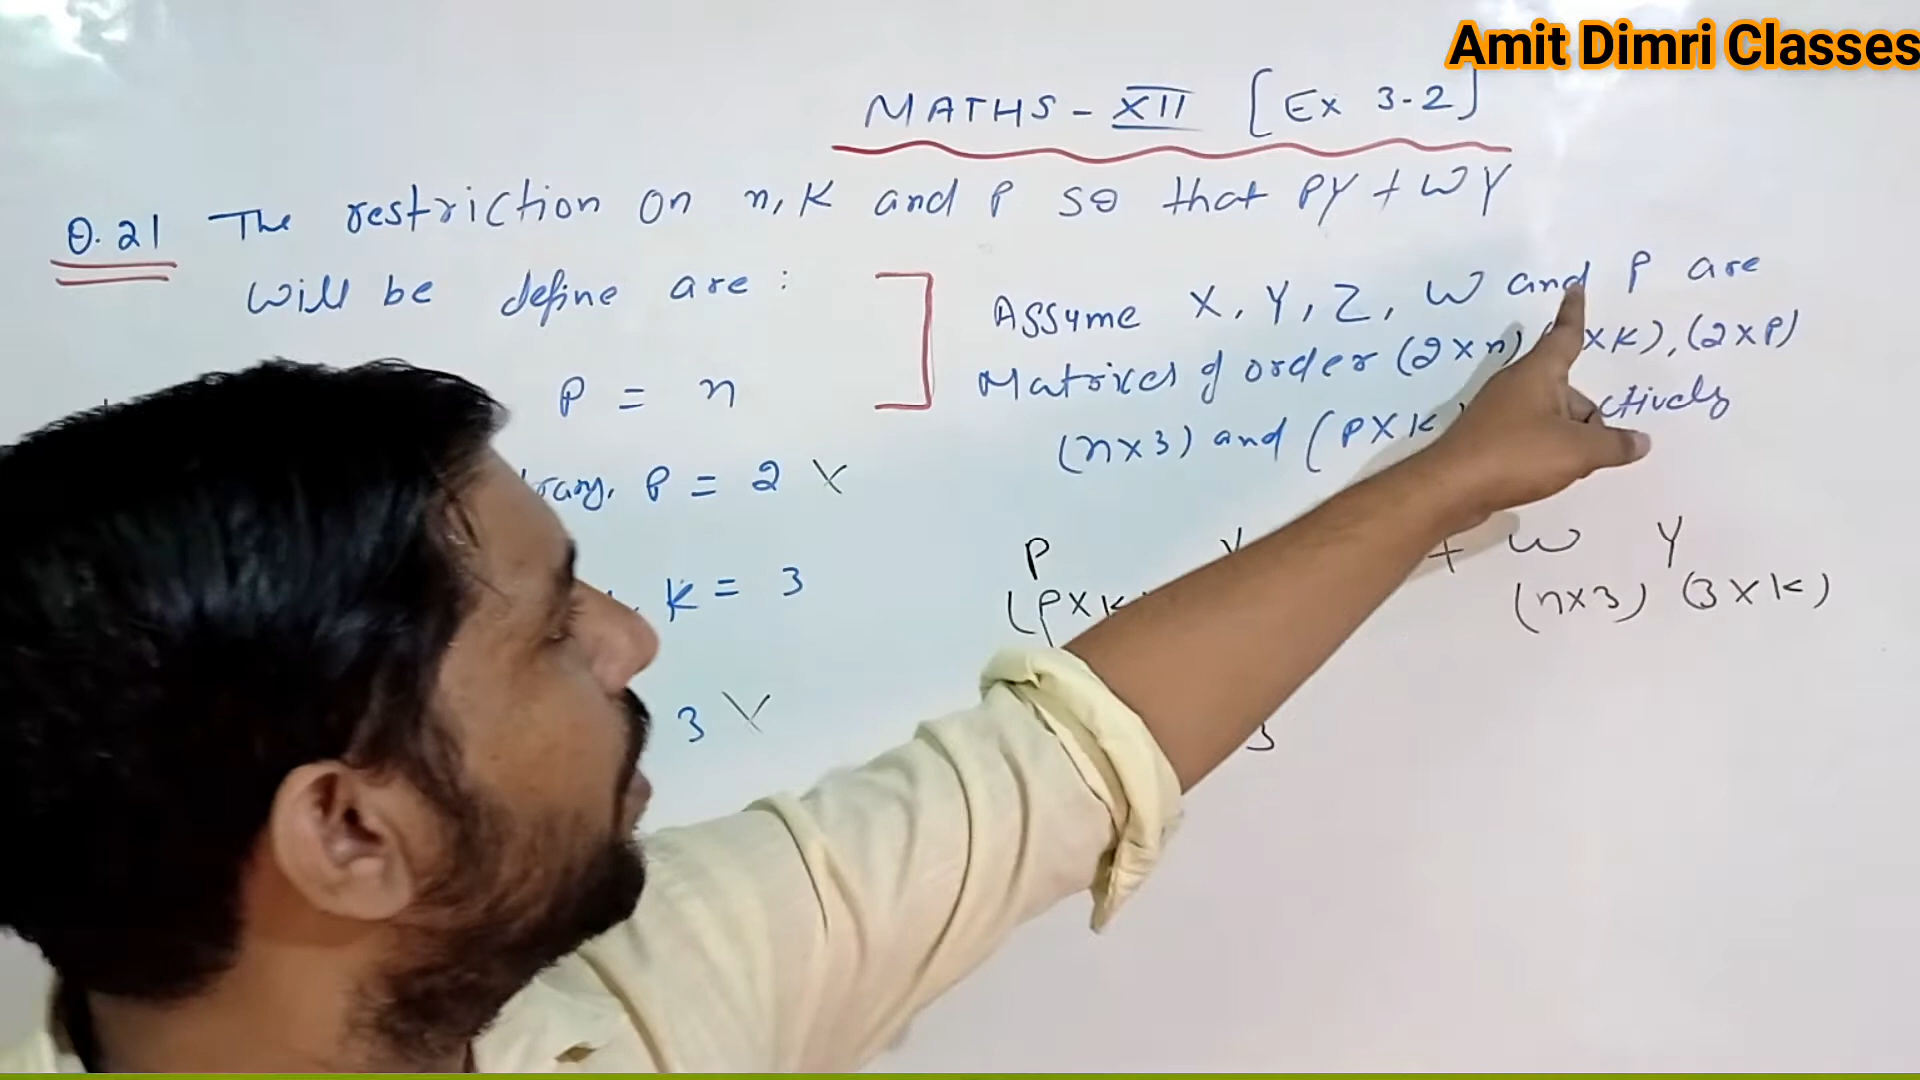 Amit Dimri Classes
MATHS - XII [Ex 3.2]
Q.21 The restriction on n, K and P so that PY + WY
will be define are :
Assume X, Y, Z, W and P are
Matrices of order (2×n) ×K), (2×P)
(n×3) and (P×K ctively
P = n
P = 2 ×
K = 3
3 ×
P Y + W Y
(P×K (n×3) (3×K)
3